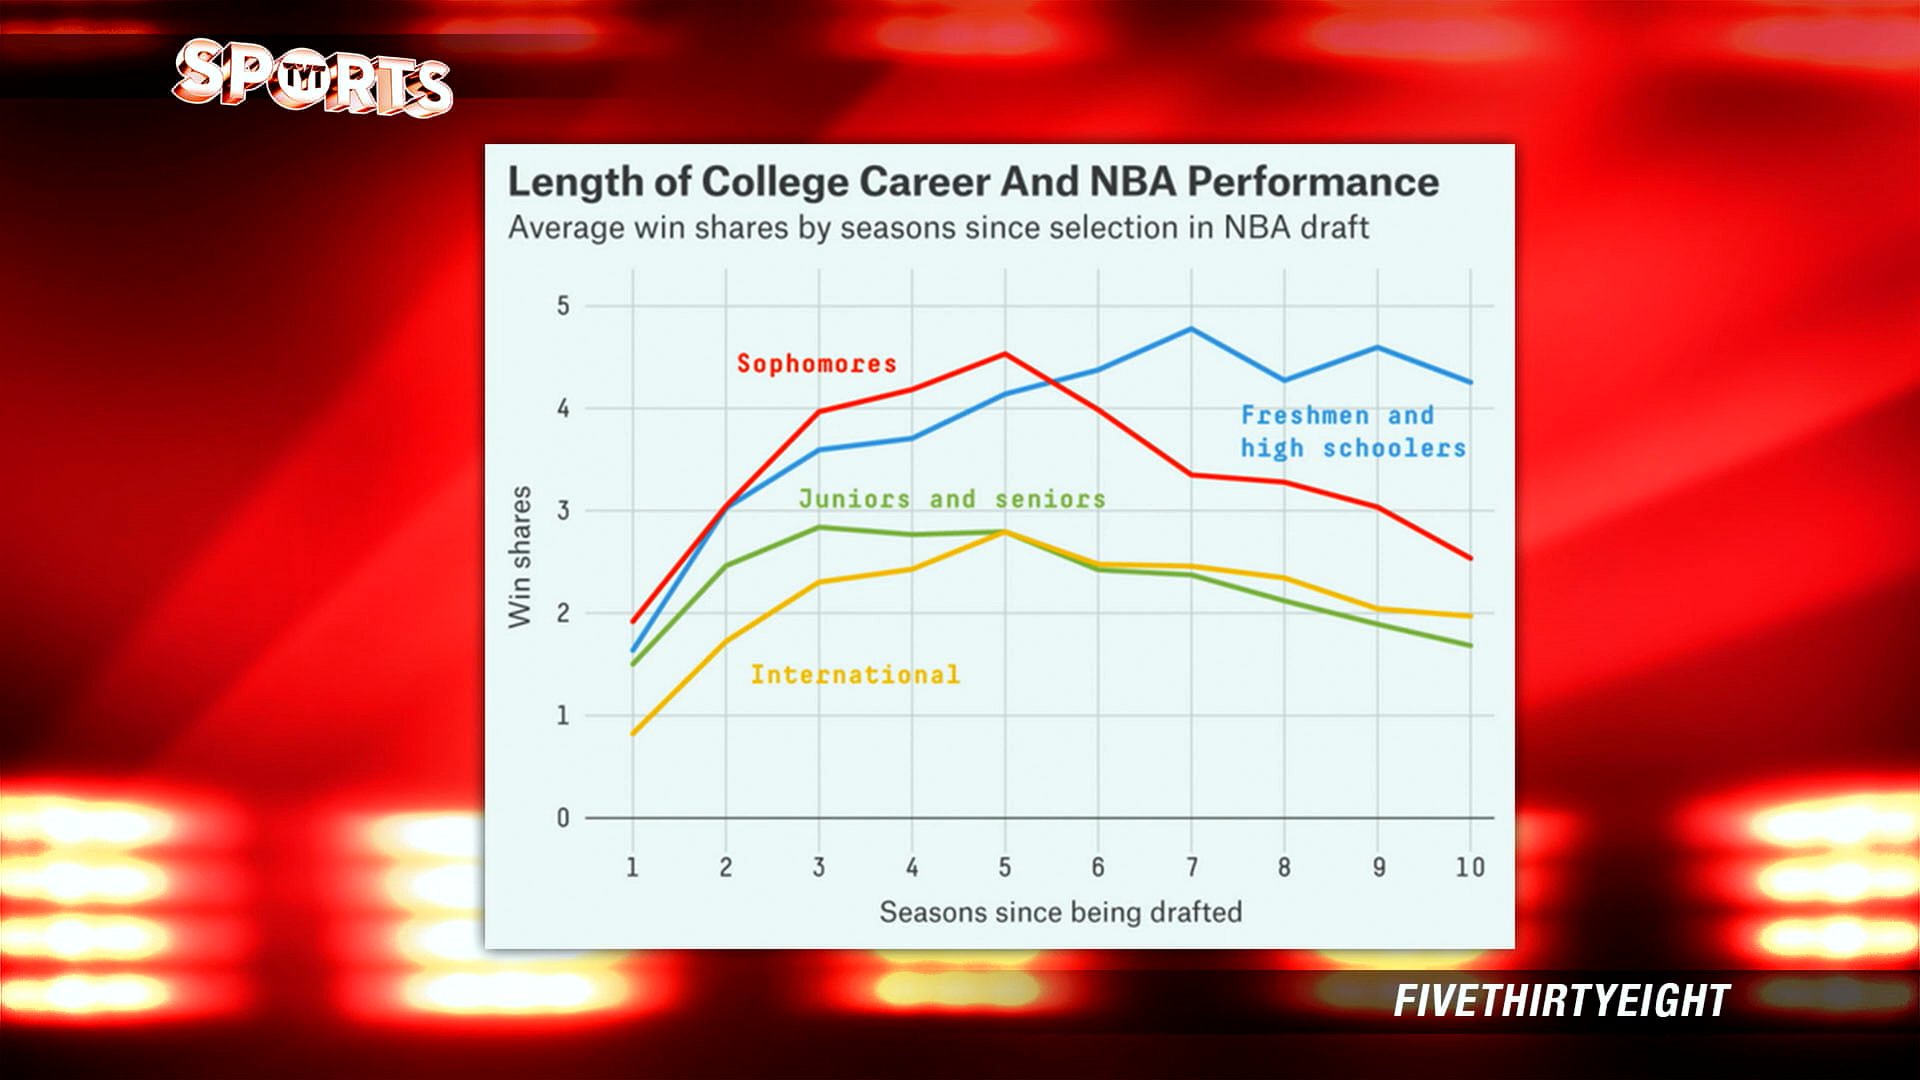 SPORTS
TYT
Length of College Career And NBA Performance
Average win shares by seasons since selection in NBA draft
5
4
3
2
1
0
Win shares
Sophomores
Freshmen and
high schoolers
Juniors and seniors
International
1 2 3 4 5 6 7 8 9 10
Seasons since being drafted
FIVETHIRTYEIGHT